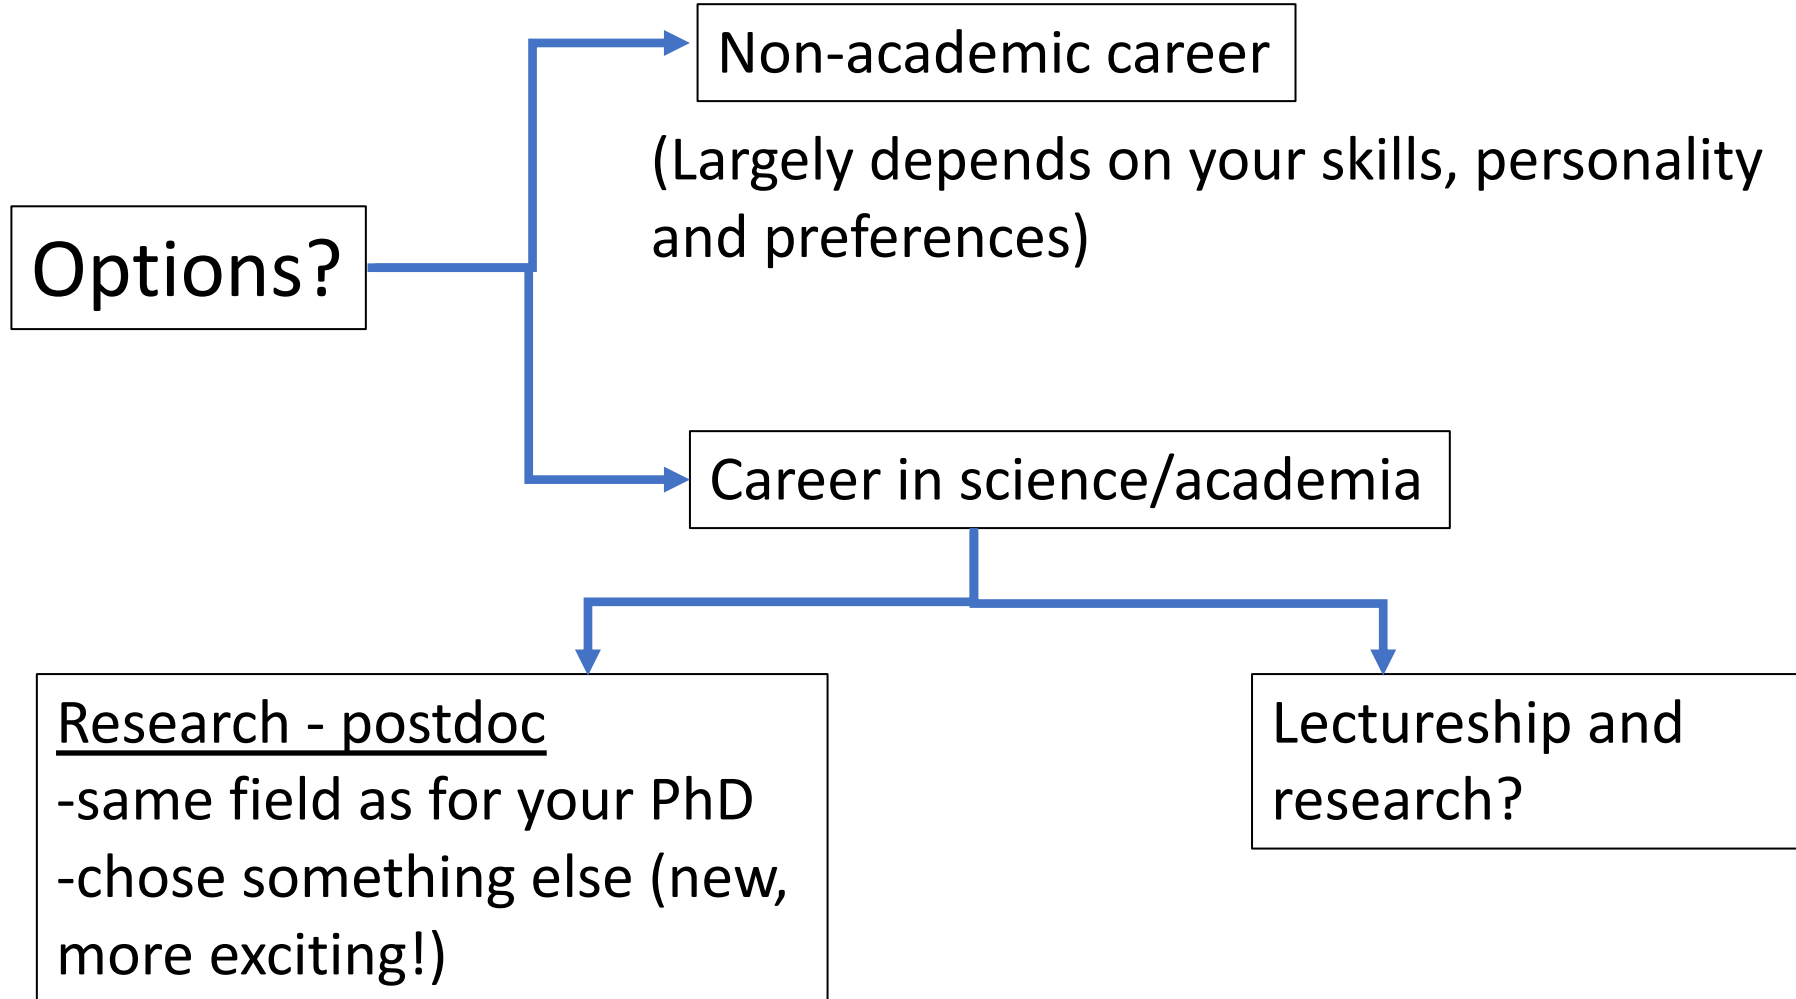 Non-academic career
(Largely depends on your skills, personality
and preferences)
Options?
Career in science/academia
Research - postdoc
-same field as for your PhD
-chose something else (new,
more exciting!)
Lectureship and
research?